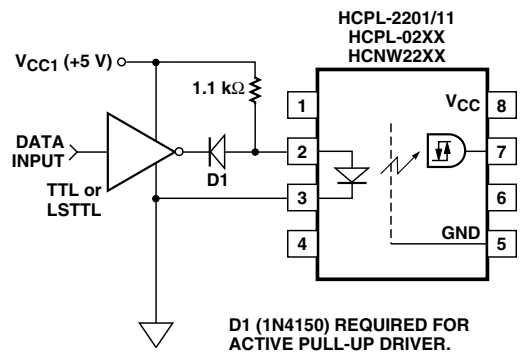 HCPL-2201/11
HCPL-02XX
HCNW22XX
VCC1 (+5 V)
1.1 kΩ
DATA
INPUT
TTL or
LSTTL
D1
1
2
3
4
VCC
8
7
6
GND
5
D1 (1N4150) REQUIRED FOR
ACTIVE PULL-UP DRIVER.